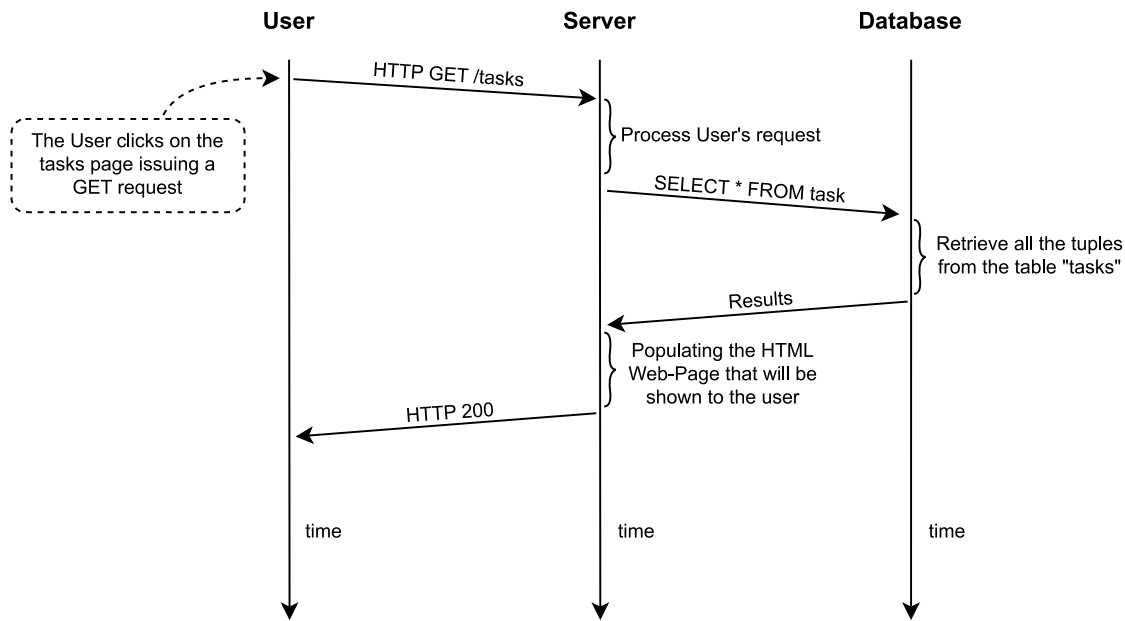 User
Server
Database
HTTP GET /tasks
The User clicks on the
tasks page issuing a
GET request
Process User's request
SELECT * FROM task
Retrieve all the tuples
from the table "tasks"
Results
Populating the HTML
Web-Page that will be
shown to the user
HTTP 200
time
time
time